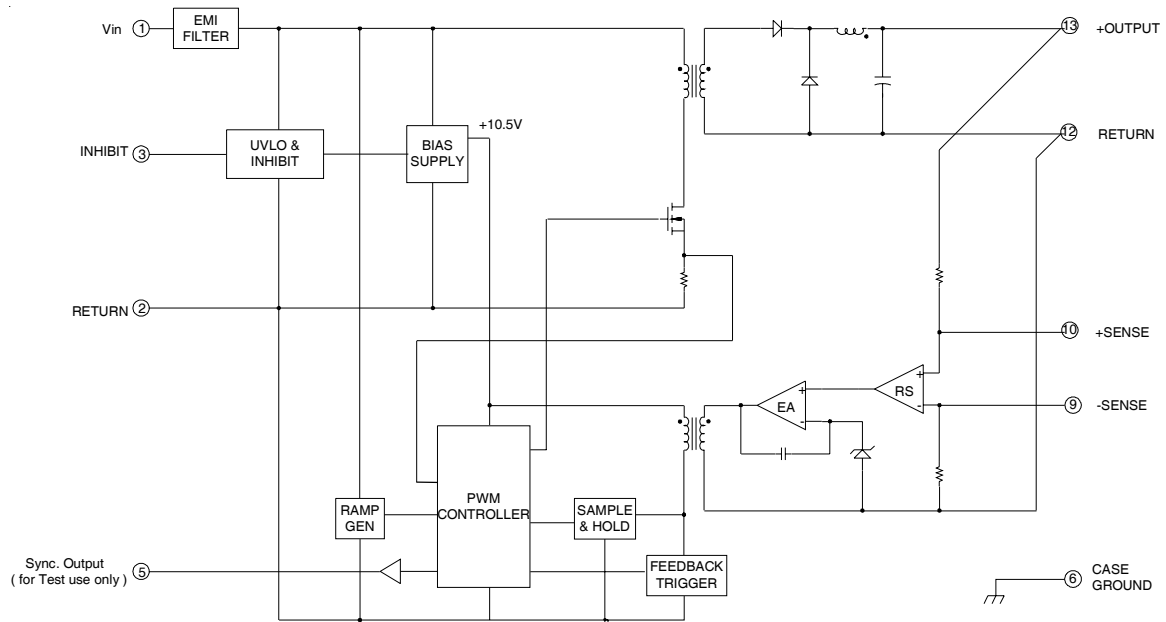 Vin 1
EMI
FILTER
13 +OUTPUT
12 RETURN
INHIBIT 3
UVLO &
INHIBIT
BIAS
SUPPLY
+10.5V
RETURN 2
10 +SENSE
+
RS
-
9 -SENSE
+
EA
-
PWM
CONTROLLER
RAMP
GEN
SAMPLE
& HOLD
FEEDBACK
TRIGGER
Sync. Output
( for Test use only )
5
6 CASE
GROUND